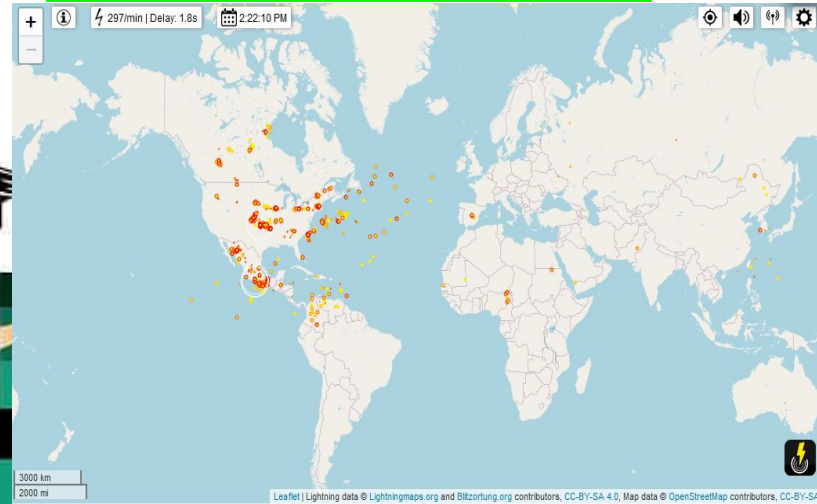 +
−
297/min | Delay: 1.8s
2:22:10 PM
3000 km
2000 mi
Leaflet | Lightning data © Lightningmaps.org and Blitzortung.org contributors, CC-BY-SA 4.0, Map data © OpenStreetMap contributors, CC-BY-SA